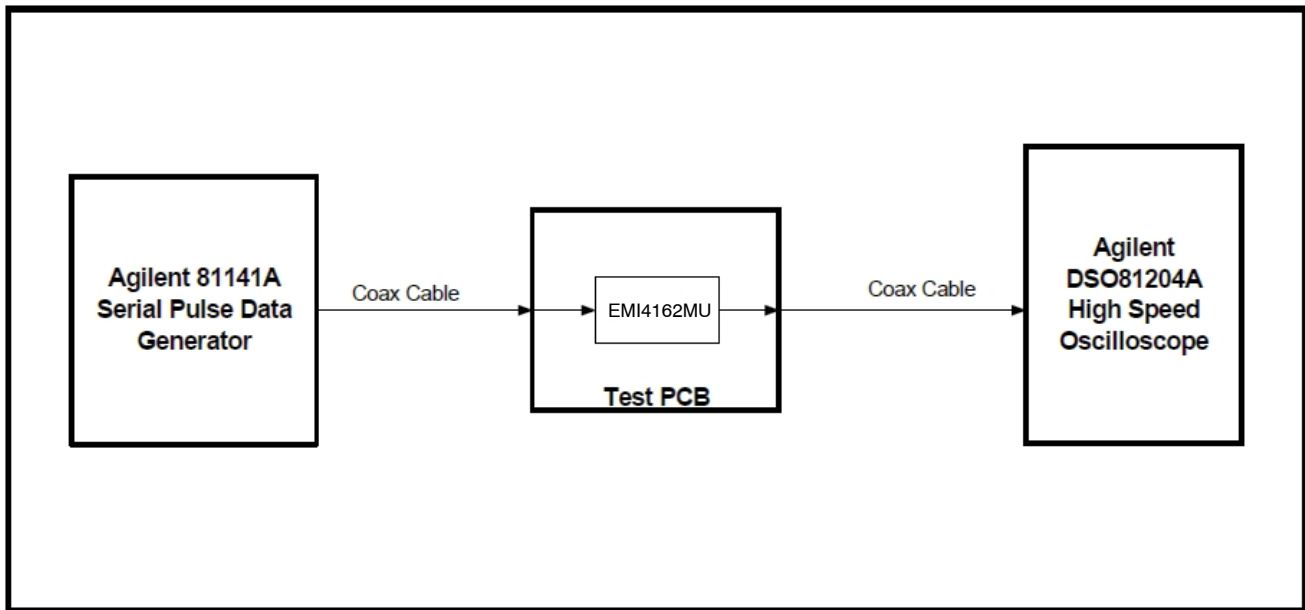 Agilent 81141A
Serial Pulse Data
Generator
Coax Cable
EMI4162MU
Test PCB
Coax Cable
Agilent
DSO81204A
High Speed
Oscilloscope